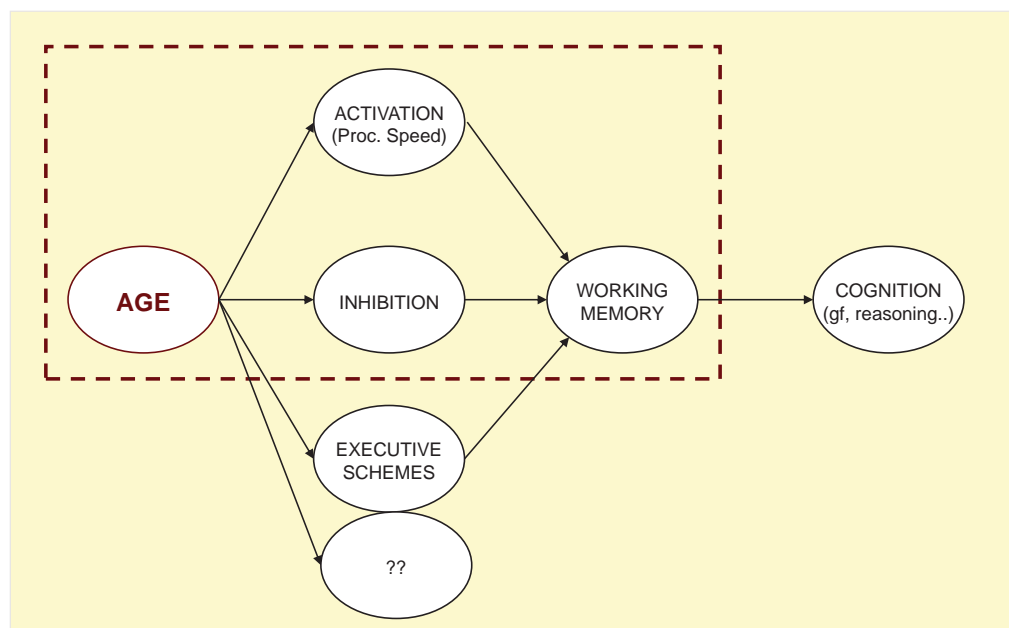 ACTIVATION
(Proc. Speed)
AGE
INHIBITION
WORKING
MEMORY
COGNITION
(gf, reasoning..)
EXECUTIVE
SCHEMES
??